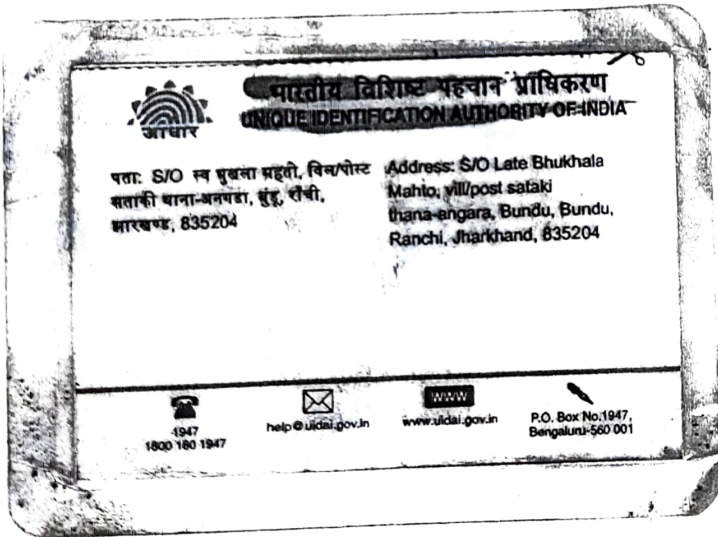 भारतीय विशिष्ट पहचान प्राधिकरण
UNIQUE IDENTIFICATION AUTHORITY OF INDIA
आधार
पता: S/O स्व भुखला महतो, विल/पोस्ट
सताकी थाना-अनगडा, बुंडू, राँची,
झारखण्ड, 835204
Address: S/O Late Bhukhala
Mahto, vill/post sataki
thana-angara, Bundu, Bundu,
Ranchi, Jharkhand, 835204
1947
1800 180 1947
help@uidai.gov.in
WWW
www.uidai.gov.in
P.O. Box No.1947,
Bengaluru-560 001